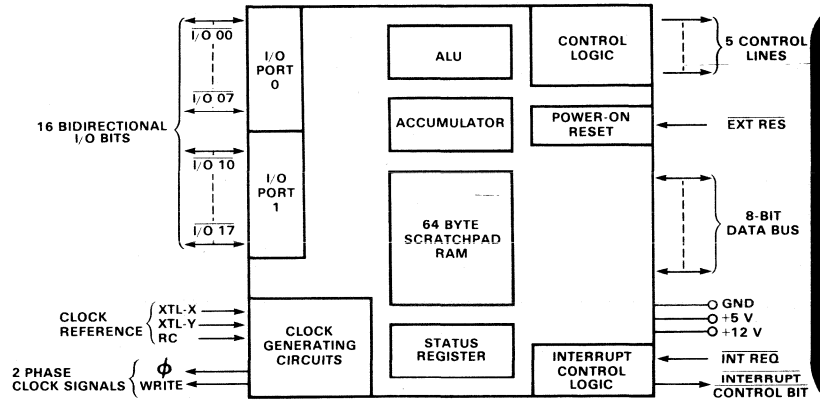 I/O 00
I/O 07
16 BIDIRECTIONAL
I/O BITS
I/O 10
I/O 17
I/O
PORT
0
I/O
PORT
1
CLOCK
REFERENCE
XTL-X
XTL-Y
RC
2 PHASE
CLOCK SIGNALS
ϕ
WRITE
CLOCK
GENERATING
CIRCUITS
ALU
ACCUMULATOR
64 BYTE
SCRATCHPAD
RAM
STATUS
REGISTER
CONTROL
LOGIC
POWER-ON
RESET
INTERRUPT
CONTROL
LOGIC
5 CONTROL
LINES
EXT RES
8-BIT
DATA BUS
GND
+5 V
+12 V
INT REQ
INTERRUPT
CONTROL BIT